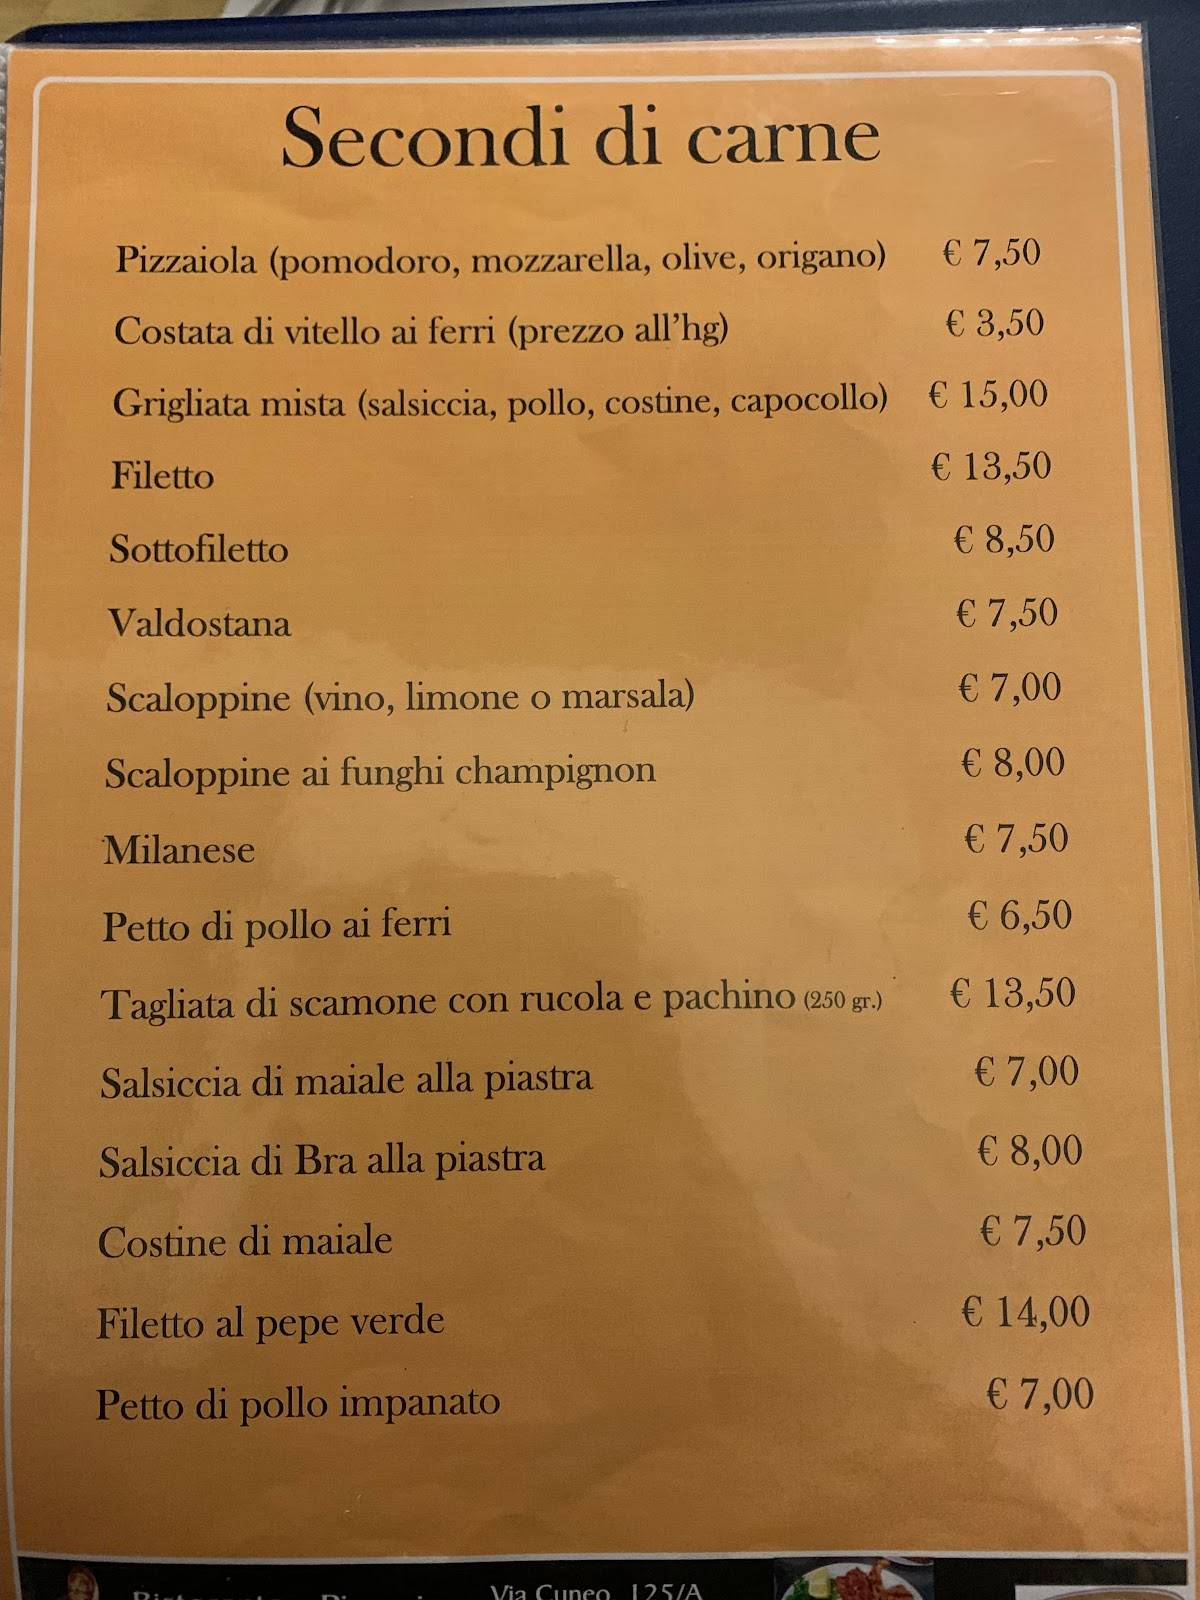 Secondi di carne
Pizzaiola (pomodoro, mozzarella, olive, origano) € 7,50
Costata di vitello ai ferri (prezzo all'hg) € 3,50
Grigliata mista (salsiccia, pollo, costine, capocollo) € 15,00
Filetto € 13,50
Sottofiletto € 8,50
Valdostana € 7,50
Scaloppine (vino, limone o marsala) € 7,00
Scaloppine ai funghi champignon € 8,00
Milanese € 7,50
Petto di pollo ai ferri € 6,50
Tagliata di scamone con rucola e pachino (250 gr.) € 13,50
Salsiccia di maiale alla piastra € 7,00
Salsiccia di Bra alla piastra € 8,00
Costine di maiale € 7,50
Filetto al pepe verde € 14,00
Petto di pollo impanato € 7,00
Via Cuneo 125/A